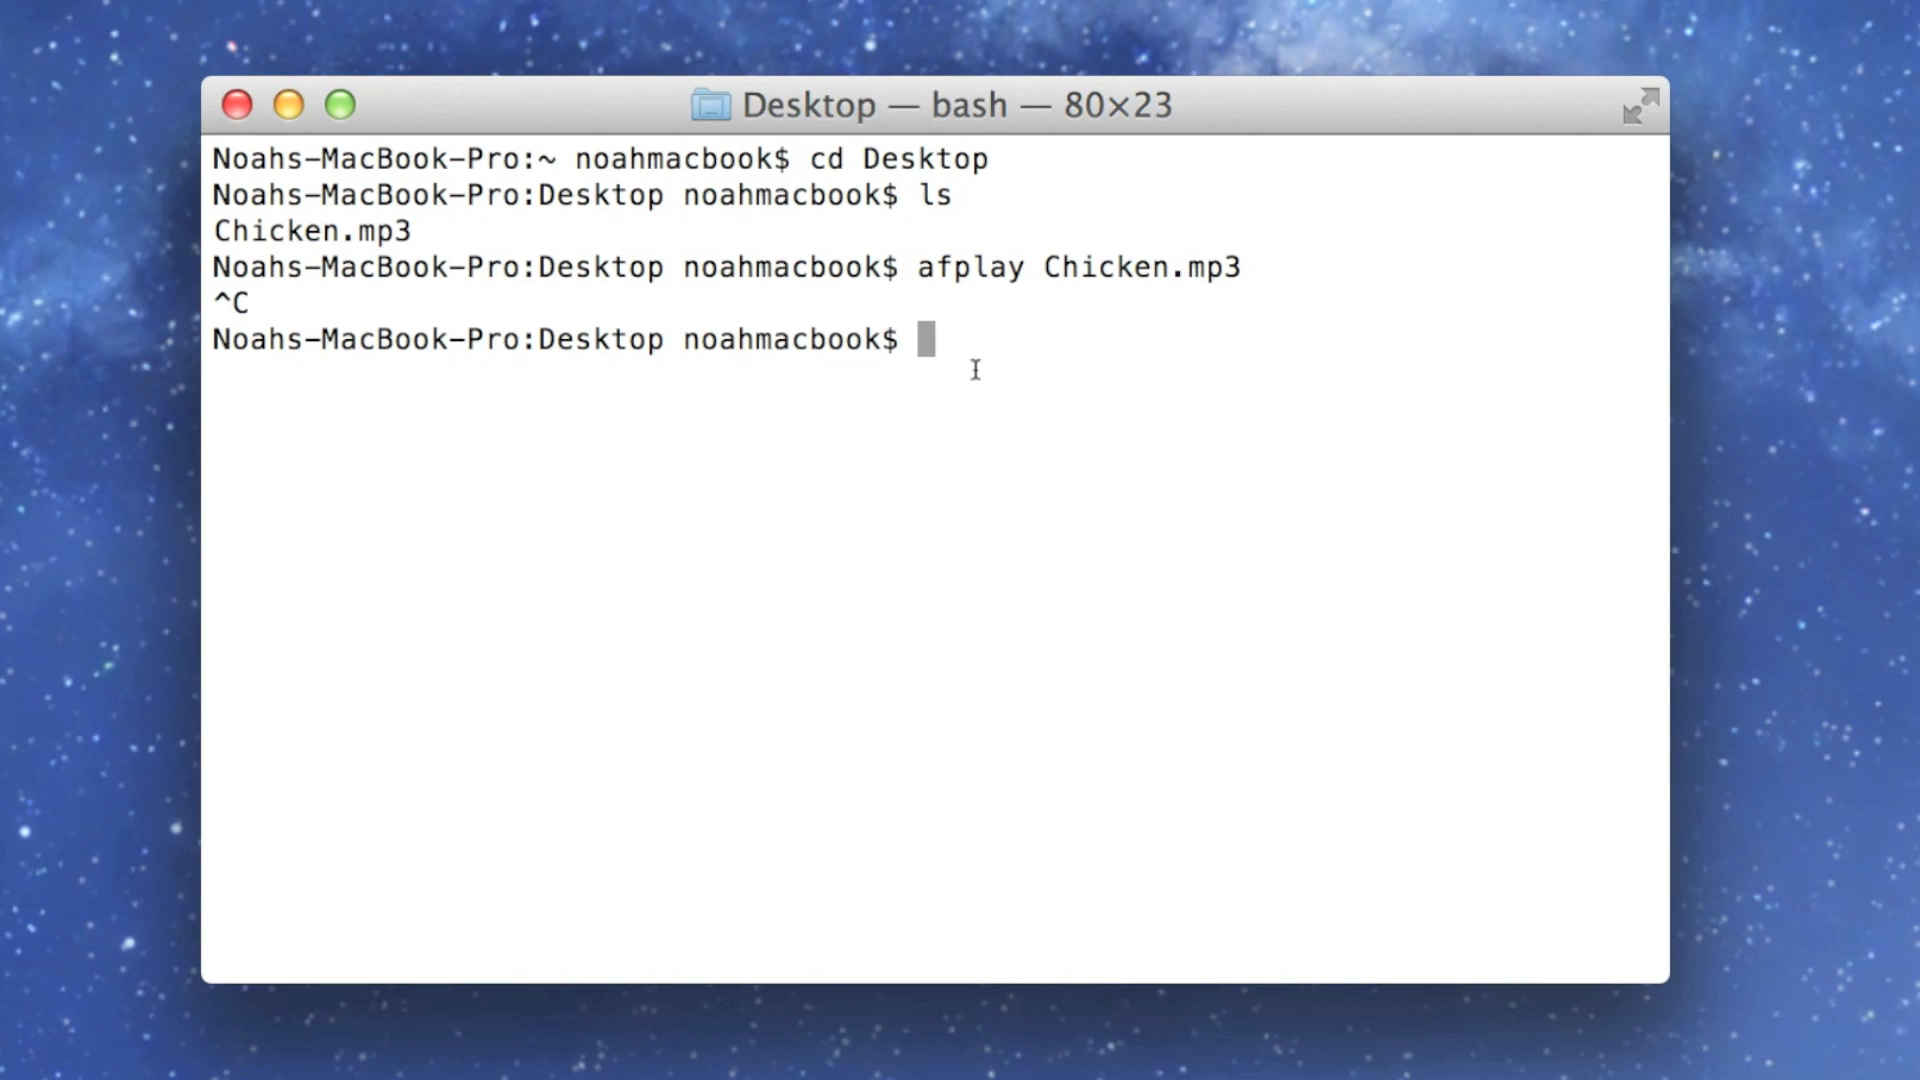 Desktop — bash — 80×23
Noahs-MacBook-Pro:~ noahmacbook$ cd Desktop
Noahs-MacBook-Pro:Desktop noahmacbook$ ls
Chicken.mp3
Noahs-MacBook-Pro:Desktop noahmacbook$ afplay Chicken.mp3
^C
Noahs-MacBook-Pro:Desktop noahmacbook$